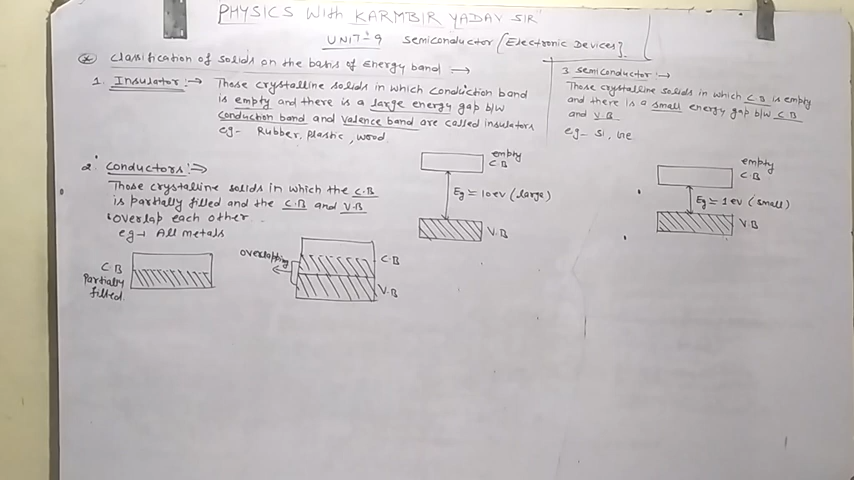 PHYSICS With KARMBIR YADAV SIR
UNIT-9 Semiconductor [Electronic Devices]
Classification of solids on the basis of Energy band →
1. Insulator :→ Those crystalline solids in which conduction band
is empty and there is a large energy gap b/w
conduction band and valence band are called insulators
eg- Rubber, plastic, wood
2. Conductors :⇒
Those crystalline solids in which the C.B
is partially filled and the C.B and V.B
overlap each other.
eg→ All metals
C.B
Partially
filled
overlapping
C.B
V.B
empty
C.B
Eg ≃ 10 ev (large)
V.B
3 Semiconductor :→
Those crystalline solids in which C.B is empty
and there is a small energy gap b/w C.B
and V.B
eg- Si, Ge
empty
C.B
Eg ≃ 1 ev (small)
V.B